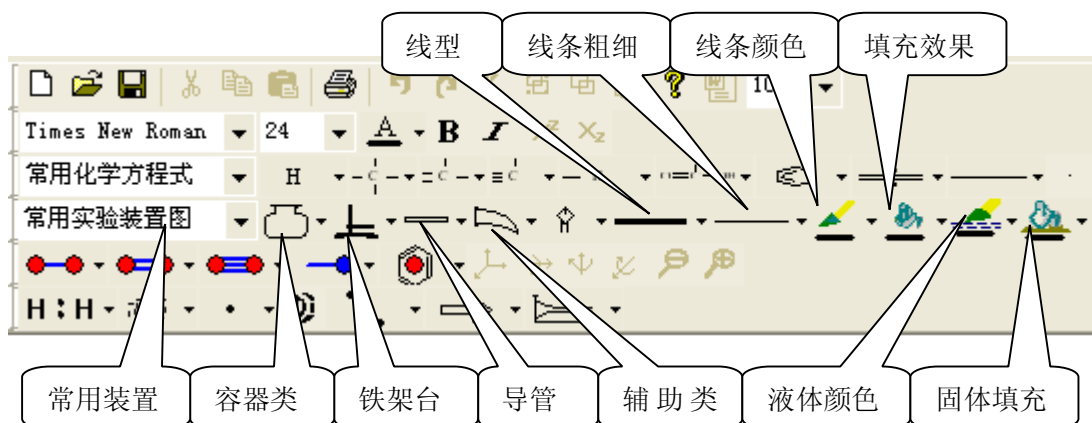 线型 线条粗细 线条颜色 填充效果
10
Times New Roman 24 A B I X₂
常用化学方程式 H
常用实验装置图
H:H
常用装置 容器类 铁架台 导管 辅助类 液体颜色 固体填充